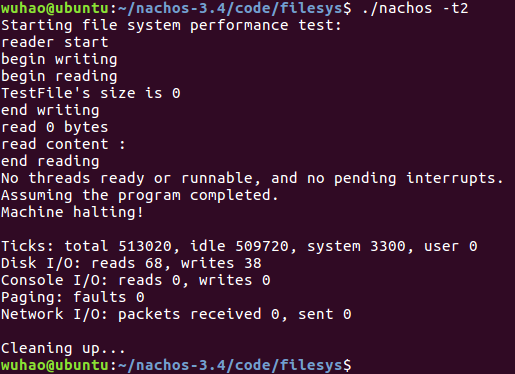 wuhao@ubuntu:~/nachos-3.4/code/filesys$ ./nachos -t2
Starting file system performance test:
reader start
begin writing
begin reading
TestFile's size is 0
end writing
read 0 bytes
read content :
end reading
No threads ready or runnable, and no pending interrupts.
Assuming the program completed.
Machine halting!

Ticks: total 513020, idle 509720, system 3300, user 0
Disk I/O: reads 68, writes 38
Console I/O: reads 0, writes 0
Paging: faults 0
Network I/O: packets received 0, sent 0

Cleaning up...
wuhao@ubuntu:~/nachos-3.4/code/filesys$